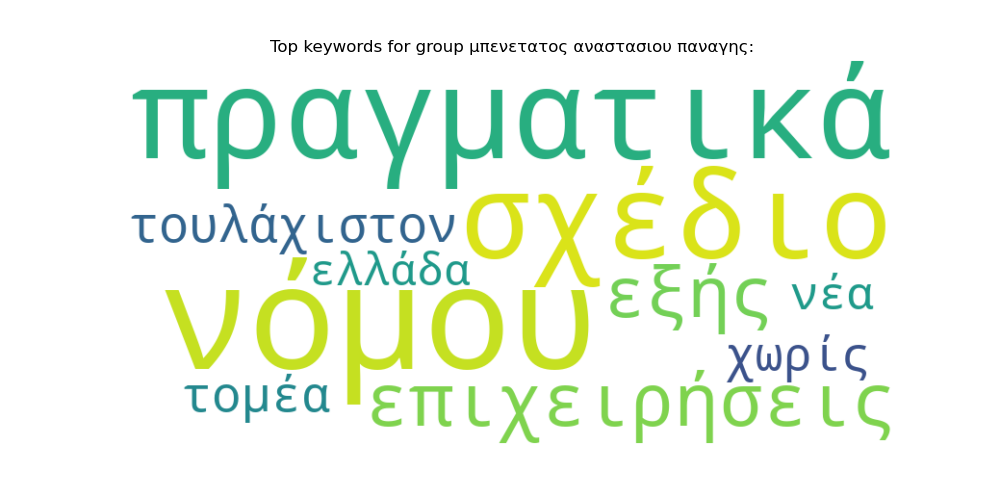 Top keywords for group μπενετατος αναστασιου παναγης:
πραγματικά
σχέδιο
τουλάχιστον
ελλάδα
νόμου
εξής
νέα
χωρίς
τομέα
επιχειρήσεις